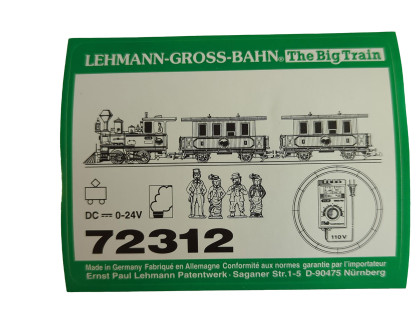 LEHMANN-GROSS-BAHN® The Big Train
DC ⎓ 0-24V
110V
72312
Made in Germany Fabriqué en Allemagne Conformité aux normes garantie par l'importateur
Ernst Paul Lehmann Patentwerk · Saganer Str.1-5 D-90475 Nürnberg